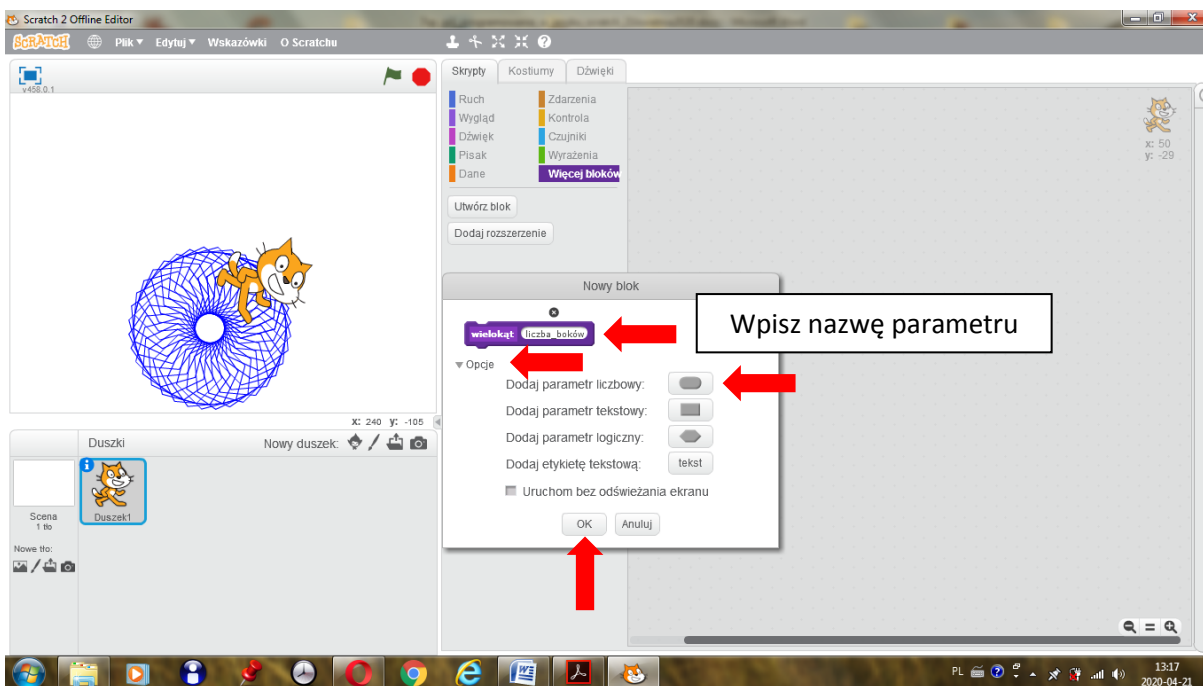 Scratch 2 Offline Editor
SCRATCH Plik Edytuj Wskazówki O Scratchu
v458.0.1
Skrypty Kostiumy Dźwięki
Ruch Zdarzenia
Wygląd Kontrola
Dźwięk Czujniki
Pisak Wyrażenia
Dane Więcej bloków
Utwórz blok
Dodaj rozszerzenie
x: 50
y: -29
Nowy blok
wielokąt liczba_boków
Wpisz nazwę parametru
Opcje
Dodaj parametr liczbowy:
Dodaj parametr tekstowy:
Dodaj parametr logiczny:
Dodaj etykietę tekstową: tekst
Uruchom bez odświeżania ekranu
OK Anuluj
X: 240 y: -105
Duszki Nowy duszek:
Scena
1 tło
Duszek1
Nowe tło:
PL 13:17
2020-04-21